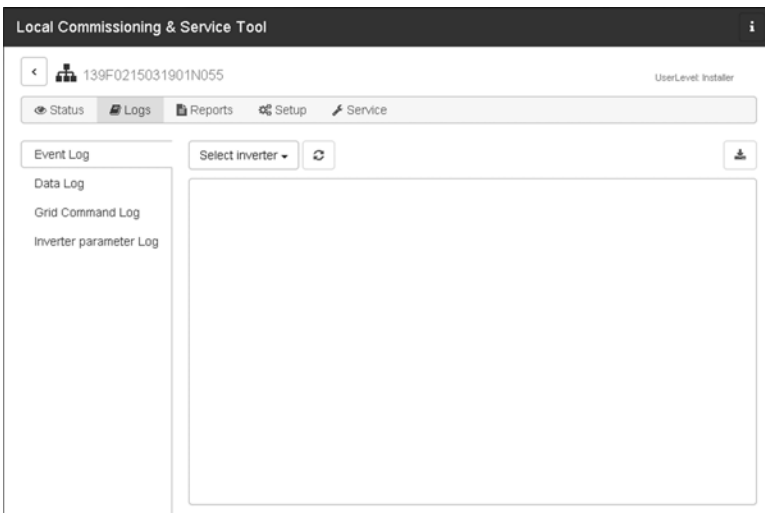 Local Commissioning & Service Tool
i
139F0215031901N055
UserLevel: Installer
Status Logs Reports Setup Service
Event Log
Select inverter
Data Log
Grid Command Log
Inverter parameter Log